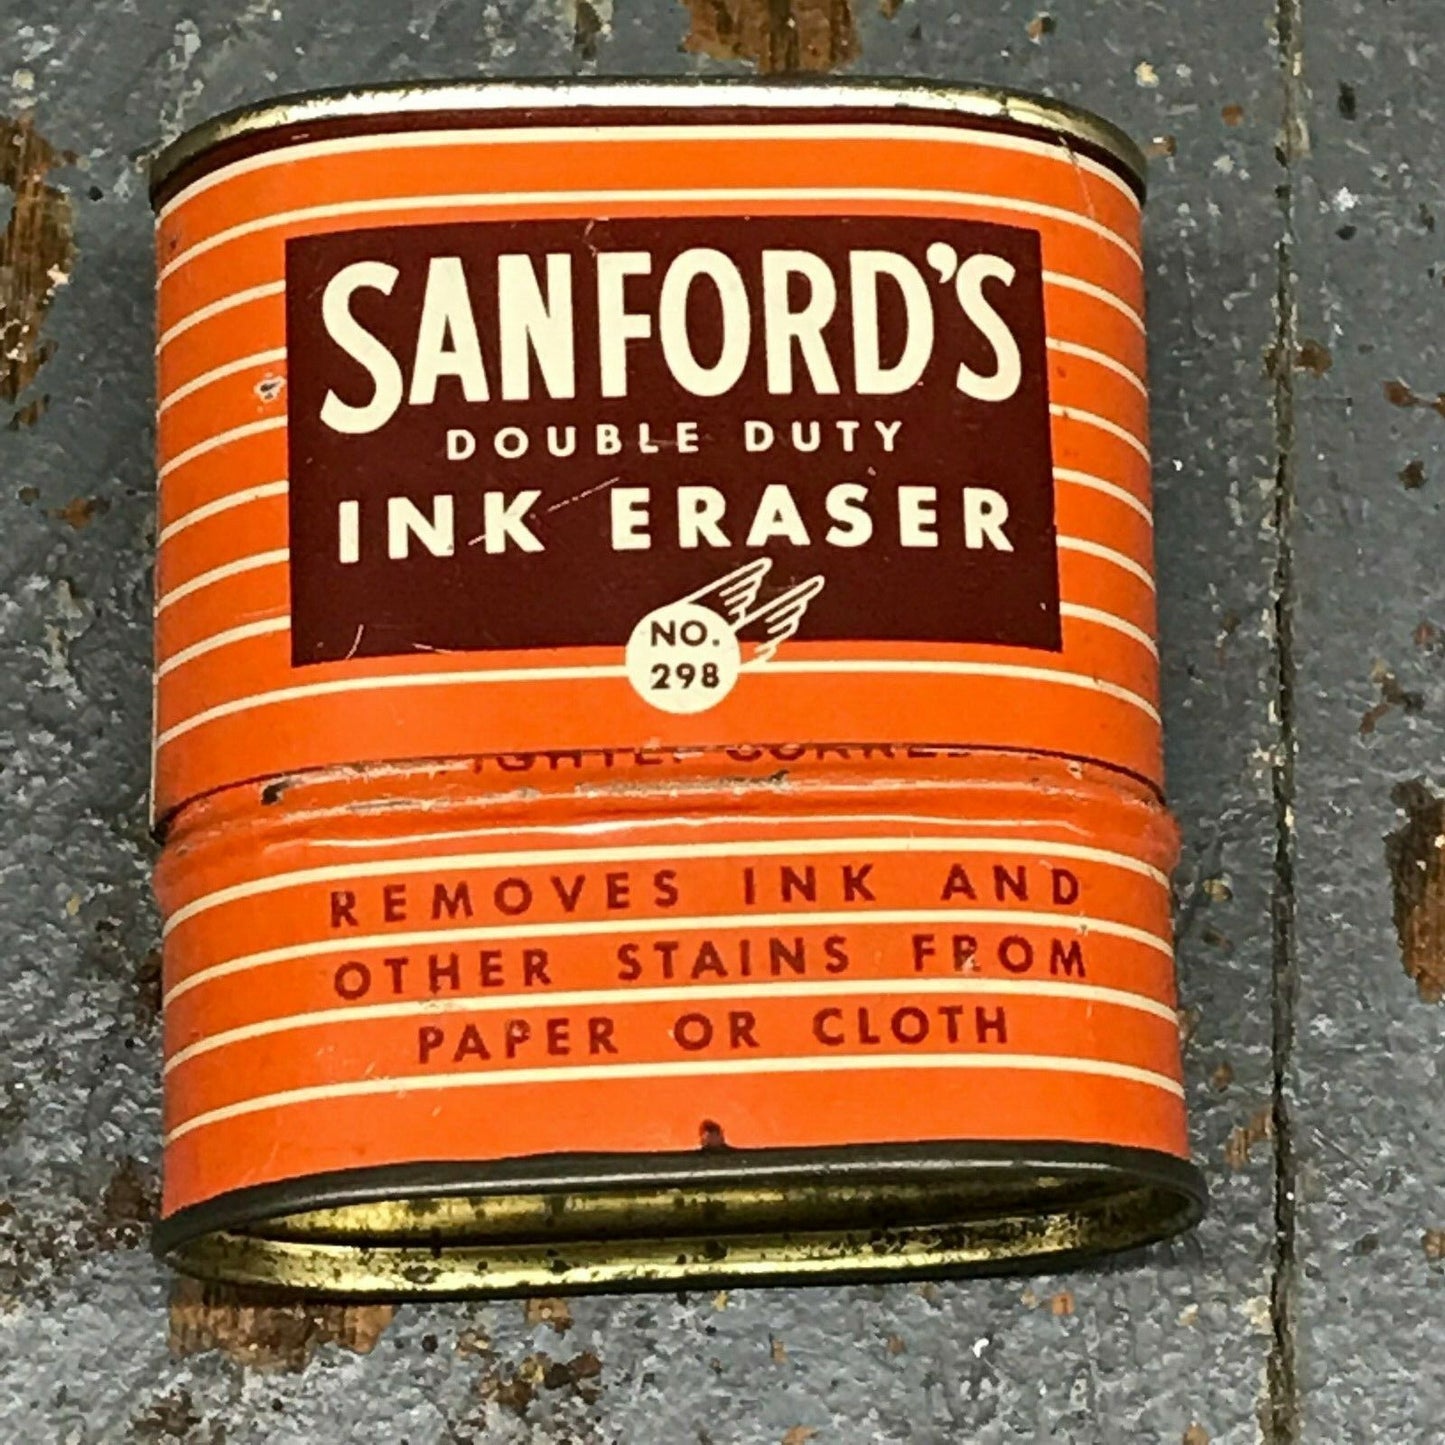 SANFORD'S
DOUBLE DUTY
INK ERASER
NO.
298
REMOVES INK AND
OTHER STAINS FROM
PAPER OR CLOTH